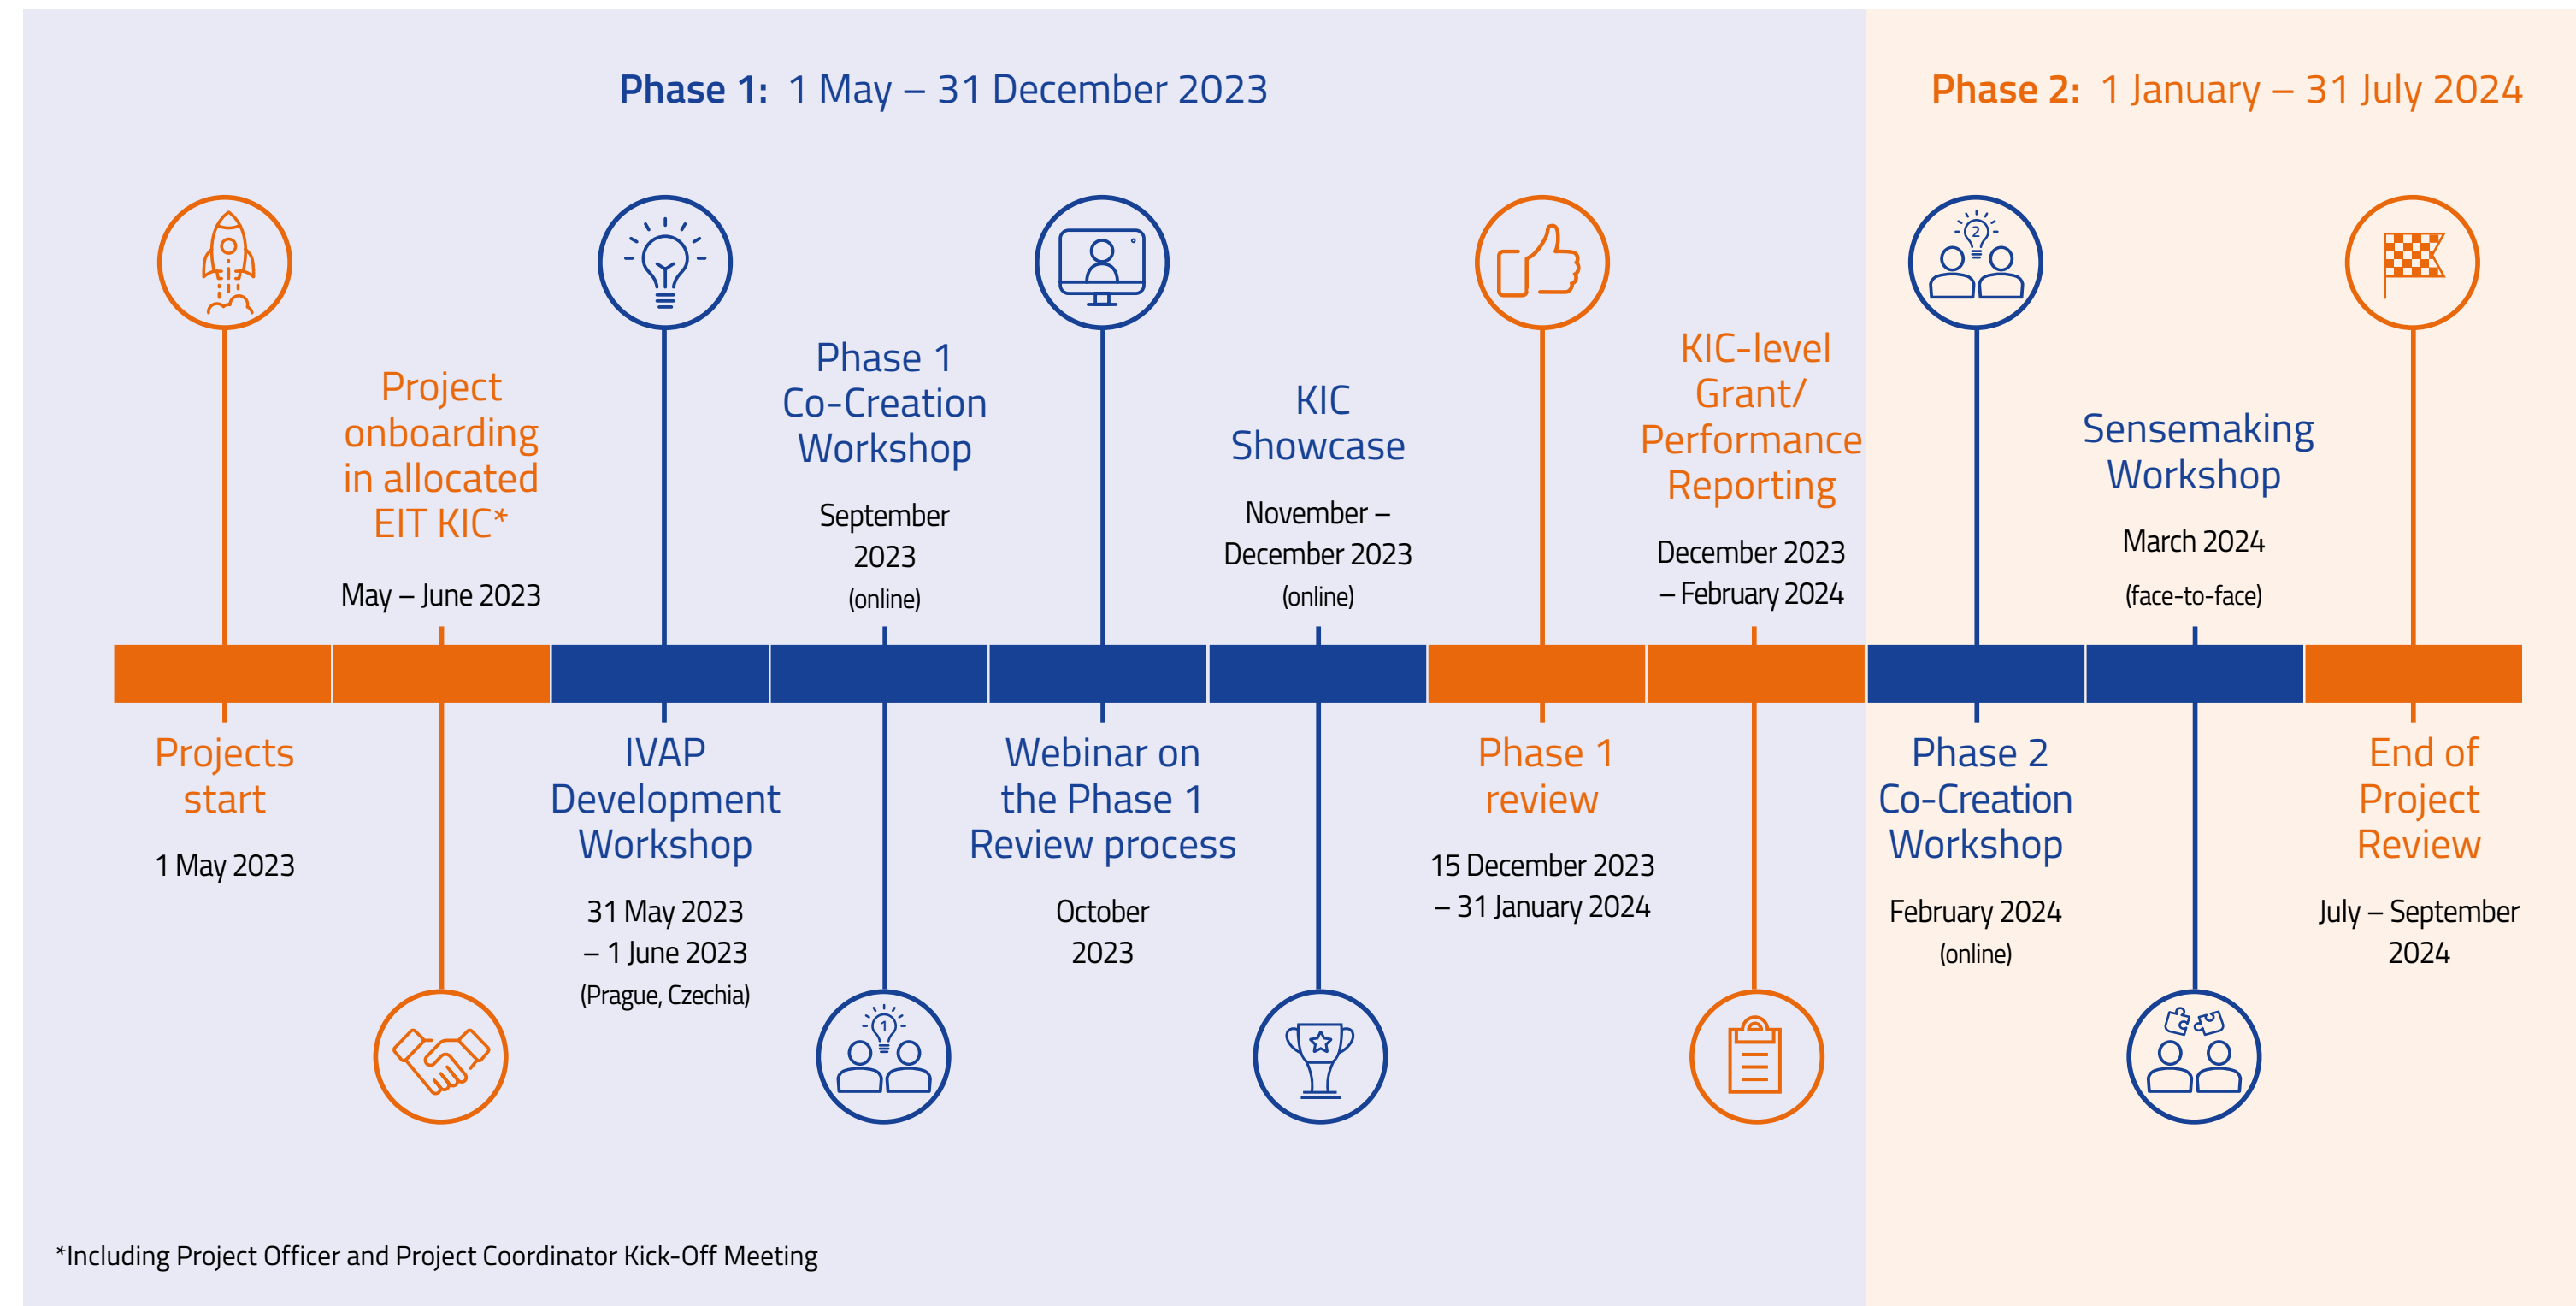 Phase 1: 1 May – 31 December 2023
Phase 2: 1 January – 31 July 2024
Projects
start
1 May 2023
Project
onboarding
in allocated
EIT KIC*
May – June 2023
IVAP
Development
Workshop
31 May 2023
– 1 June 2023
(Prague, Czechia)
Phase 1
Co-Creation
Workshop
September
2023
(online)
1
Webinar on
the Phase 1
Review process
October
2023
KIC
Showcase
November –
December 2023
(online)
Phase 1
review
15 December 2023
– 31 January 2024
KIC-level
Grant/
Performance
Reporting
December 2023
– February 2024
2
Phase 2
Co-Creation
Workshop
February 2024
(online)
Sensemaking
Workshop
March 2024
(face-to-face)
End of
Project
Review
July – September
2024
*Including Project Officer and Project Coordinator Kick-Off Meeting